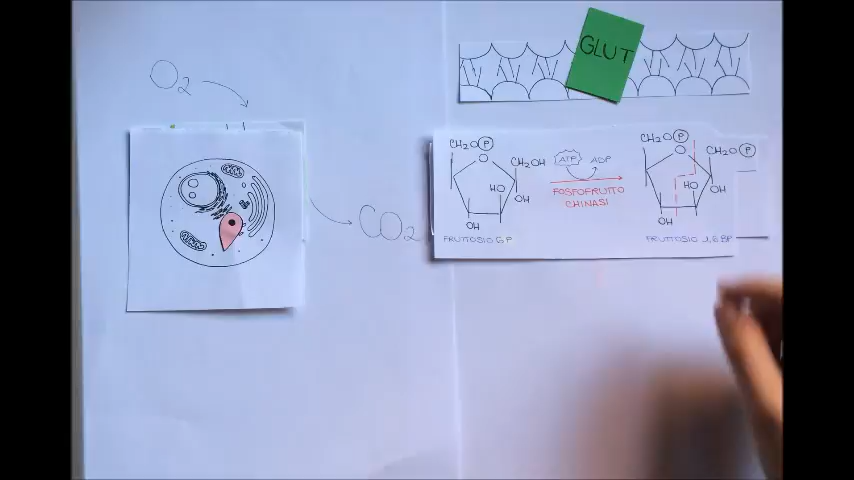 O2
CO2
GLUT
CH2O P
O
CH2OH
HO
OH
OH
FRUTTOSIO 6P
ATP
ADP
FOSFOFRUTTO
CHINASI
CH2O P
O
CH2O P
HO
OH
OH
FRUTTOSIO 1,6 BP